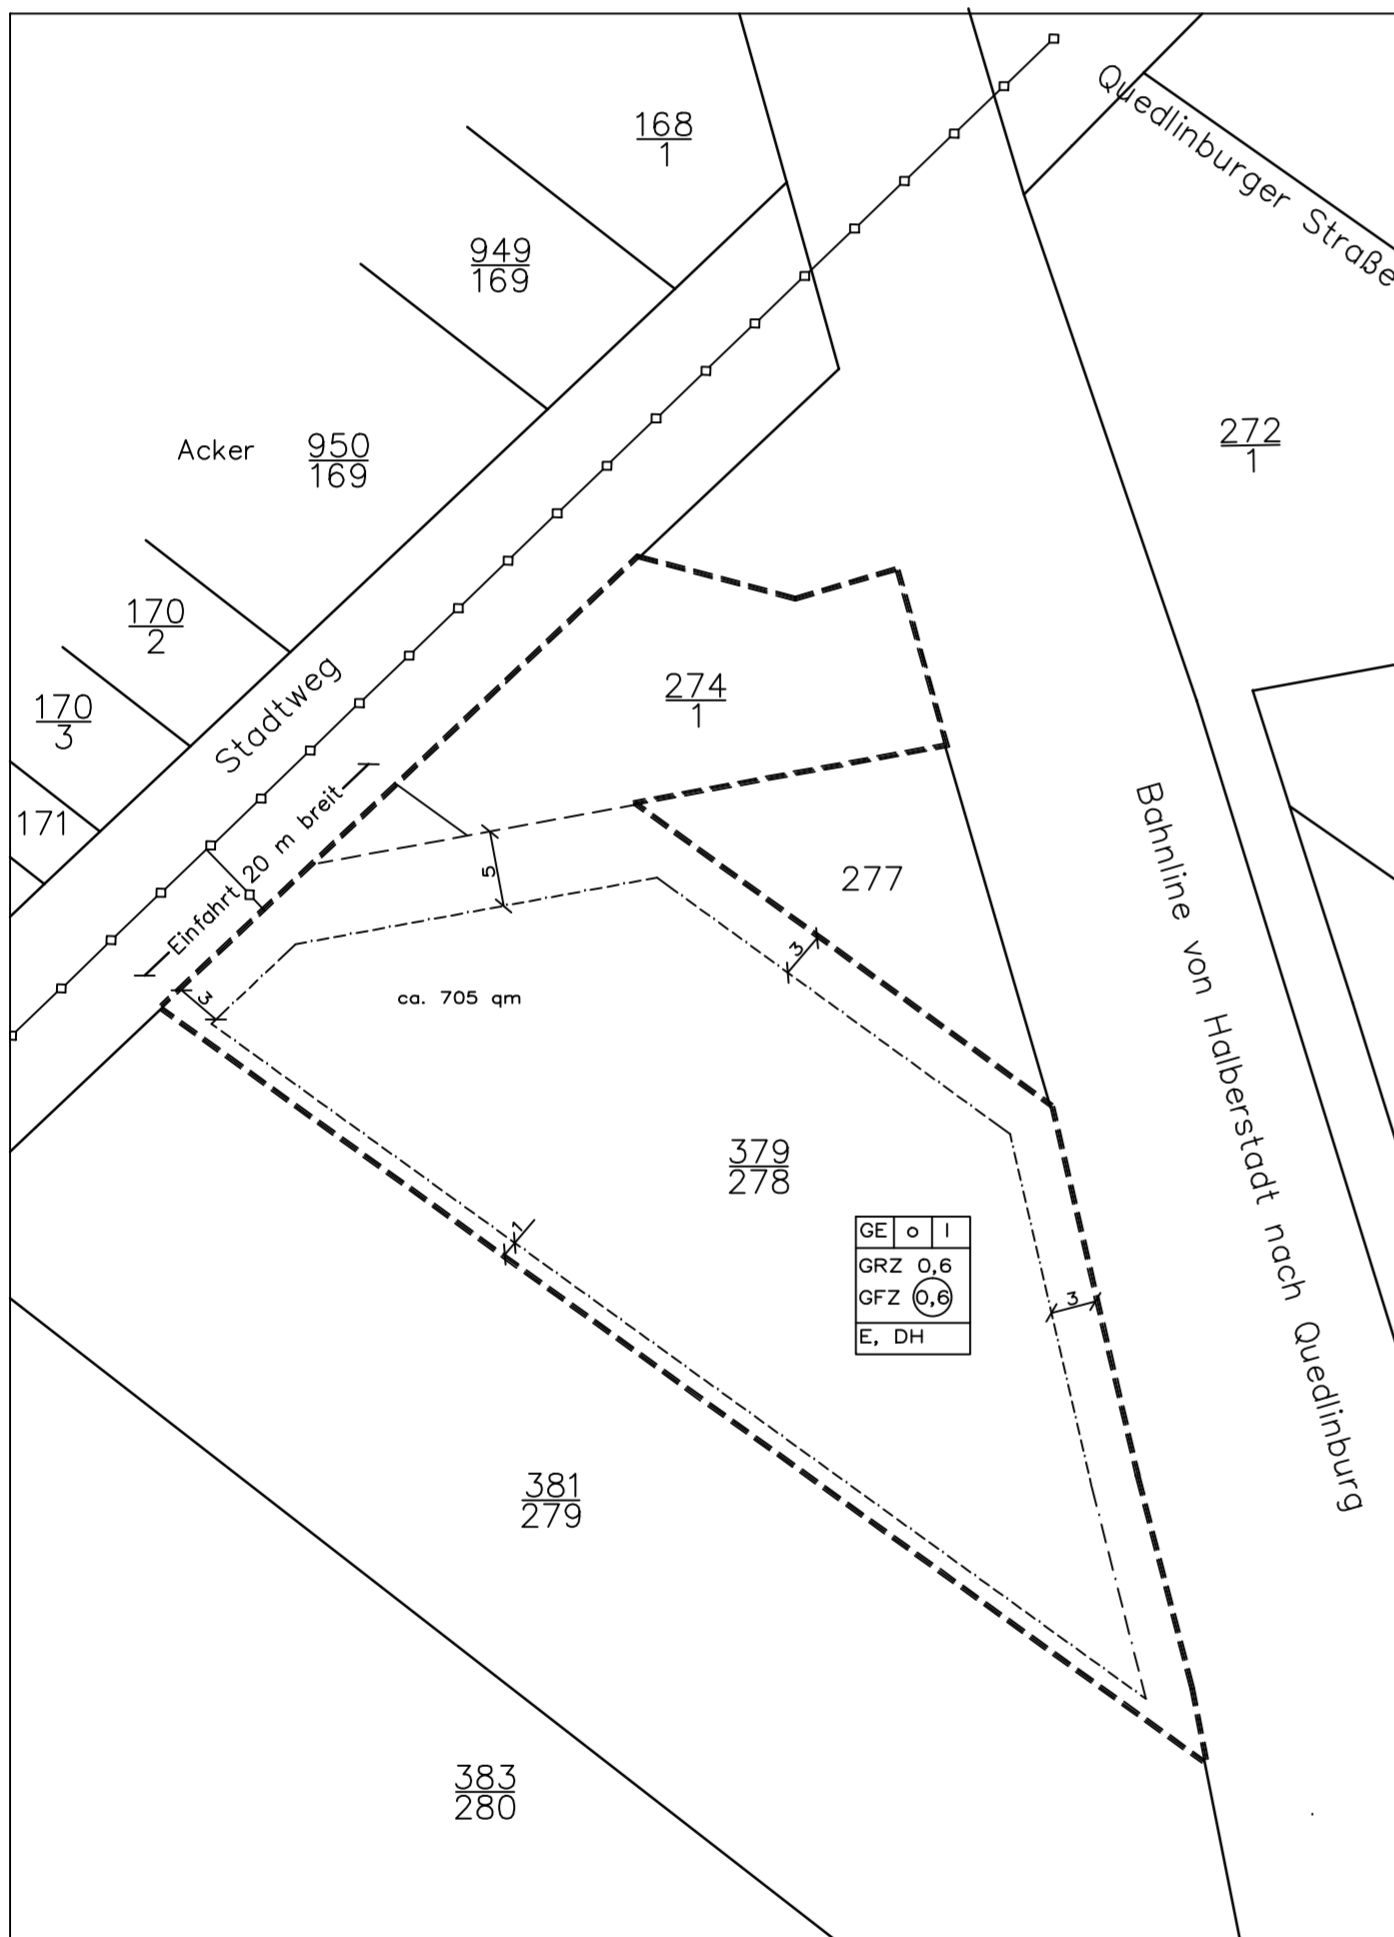 168
1
Quedlinburger Straße
949
169
272
1
Acker
950
169
170
2
Stadtweg
274
1
170
3
171
Einfahrt 20 m breit
5
277
3
3
ca. 705 qm
Bahnline von Halberstadt nach Quedlinburg
379
278
1
GE o I
GRZ 0,6
GFZ 0,6
E, DH
3
381
279
383
280